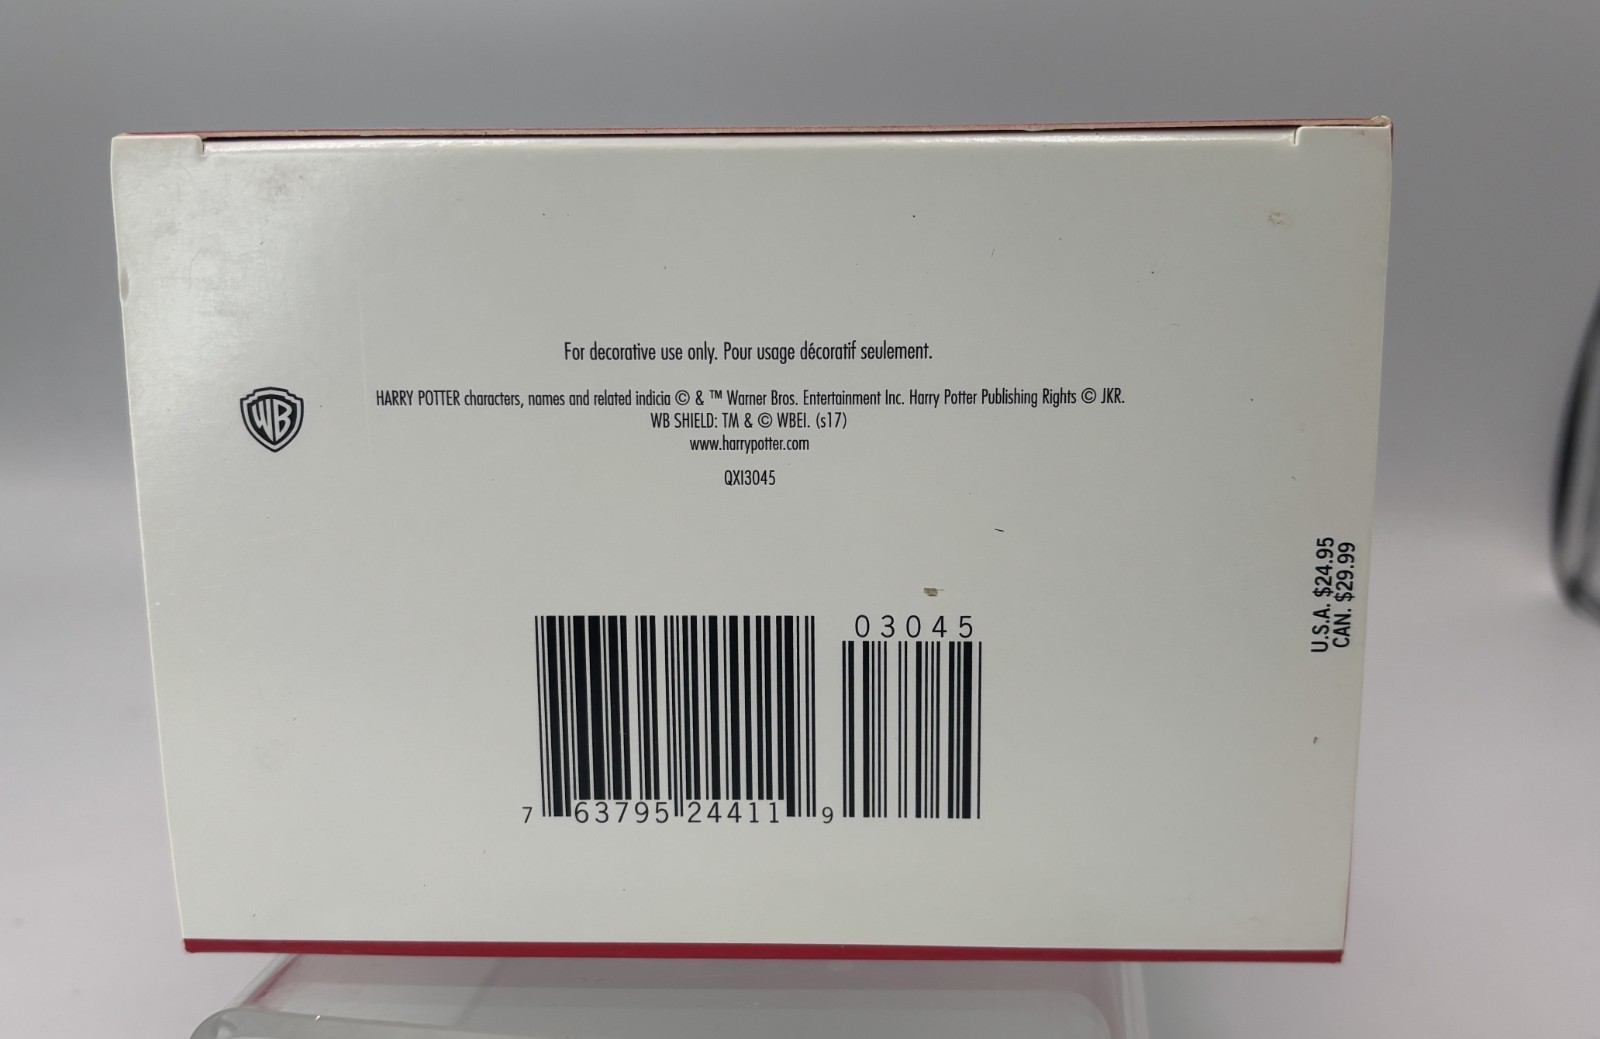 For decorative use only. Pour usage décoratif seulement.
WB
HARRY POTTER characters, names and related indicia © & ™ Warner Bros. Entertainment Inc. Harry Potter Publishing Rights © JKR.
WB SHIELD: TM & © WBEI. (s17)
www.harrypotter.com
QXI3045
U.S.A. $24.95
CAN. $29.99
03045
7 63795 24411 9